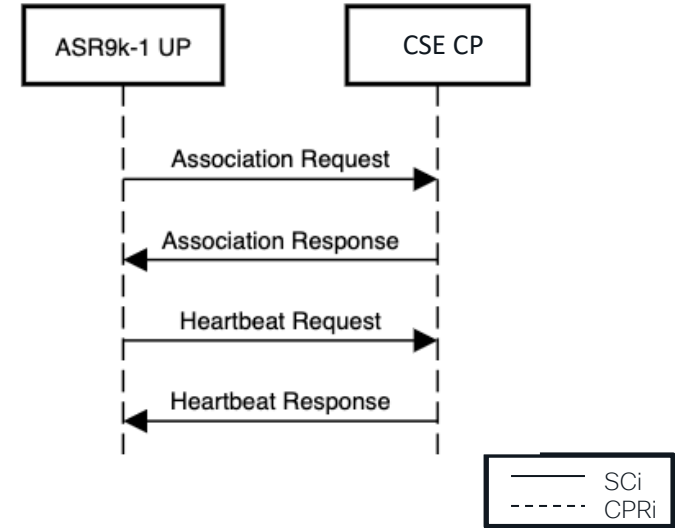 ASR9k-1 UP
CSE CP
Association Request
Association Response
Heartbeat Request
Heartbeat Response
SCi
CPRi